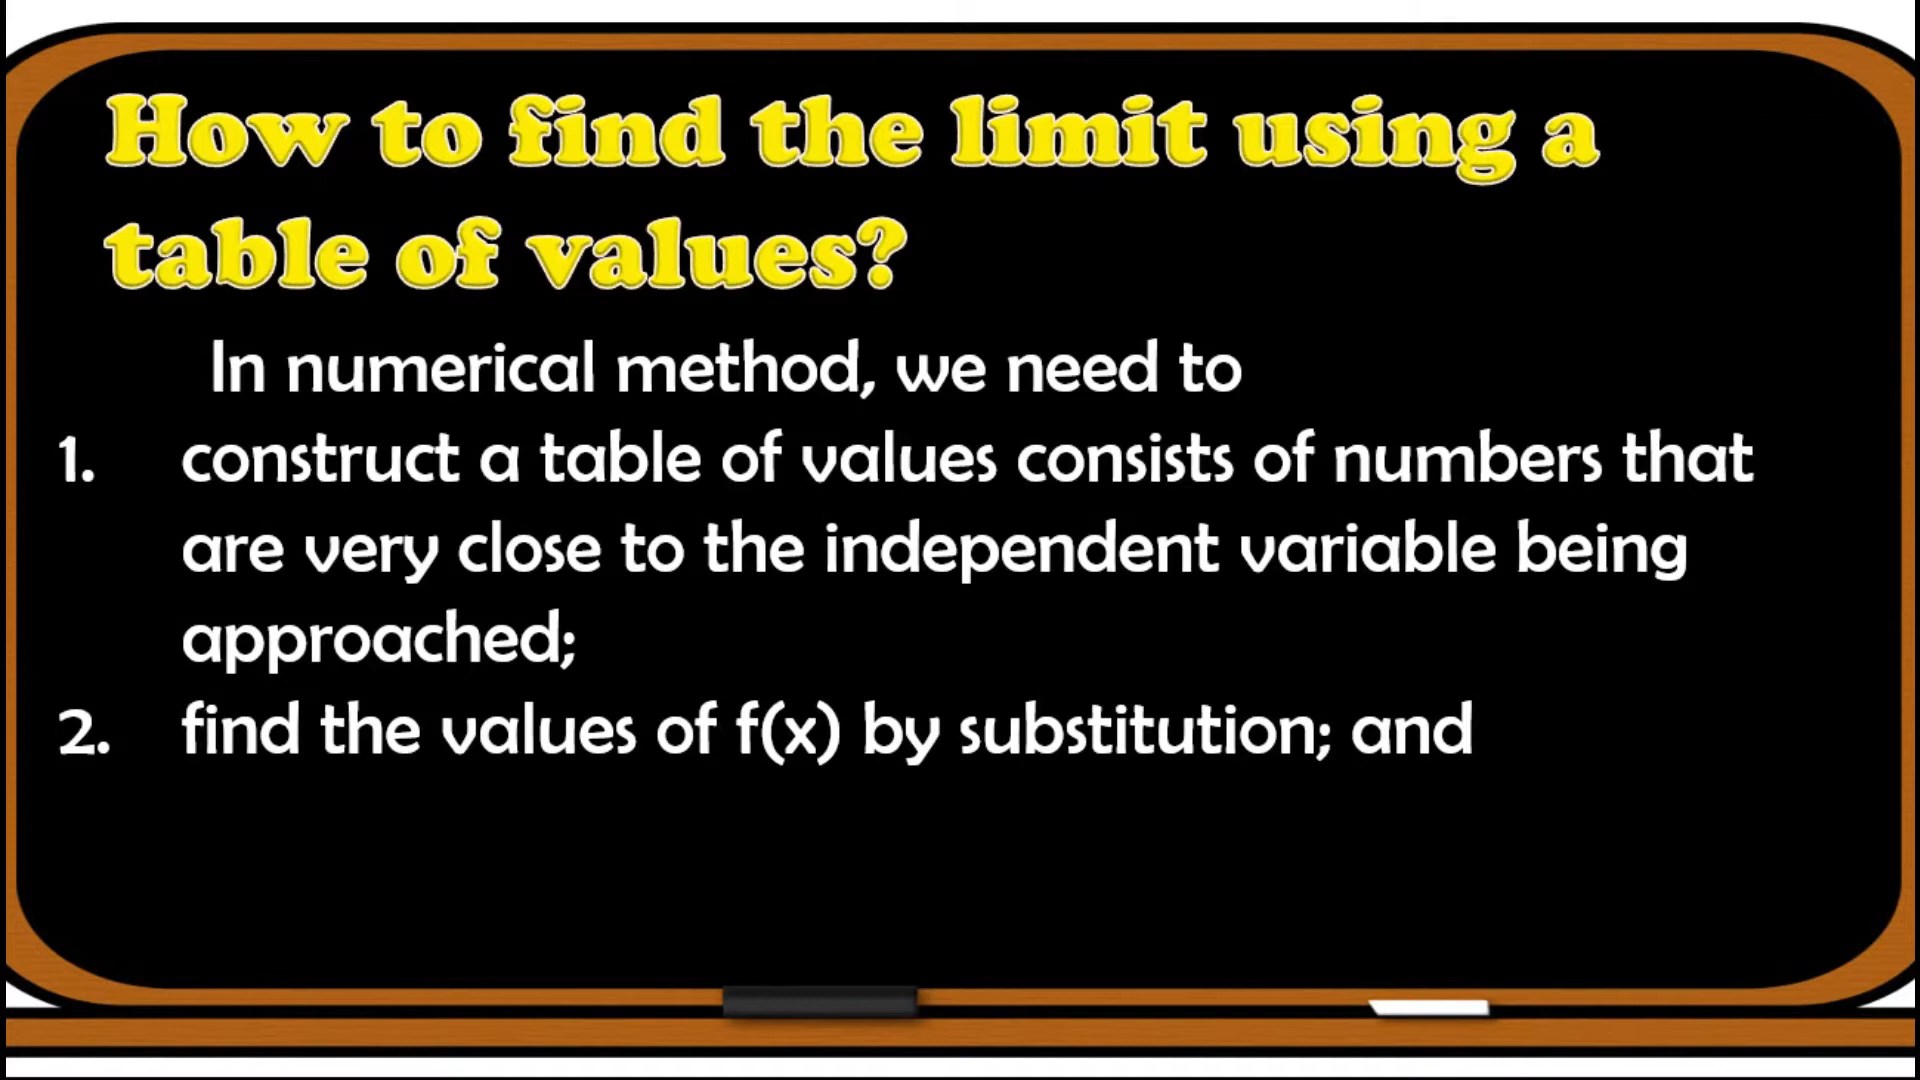 How to find the limit using a
table of values?
In numerical method, we need to
1. construct a table of values consists of numbers that
are very close to the independent variable being
approached;
2. find the values of f(x) by substitution; and